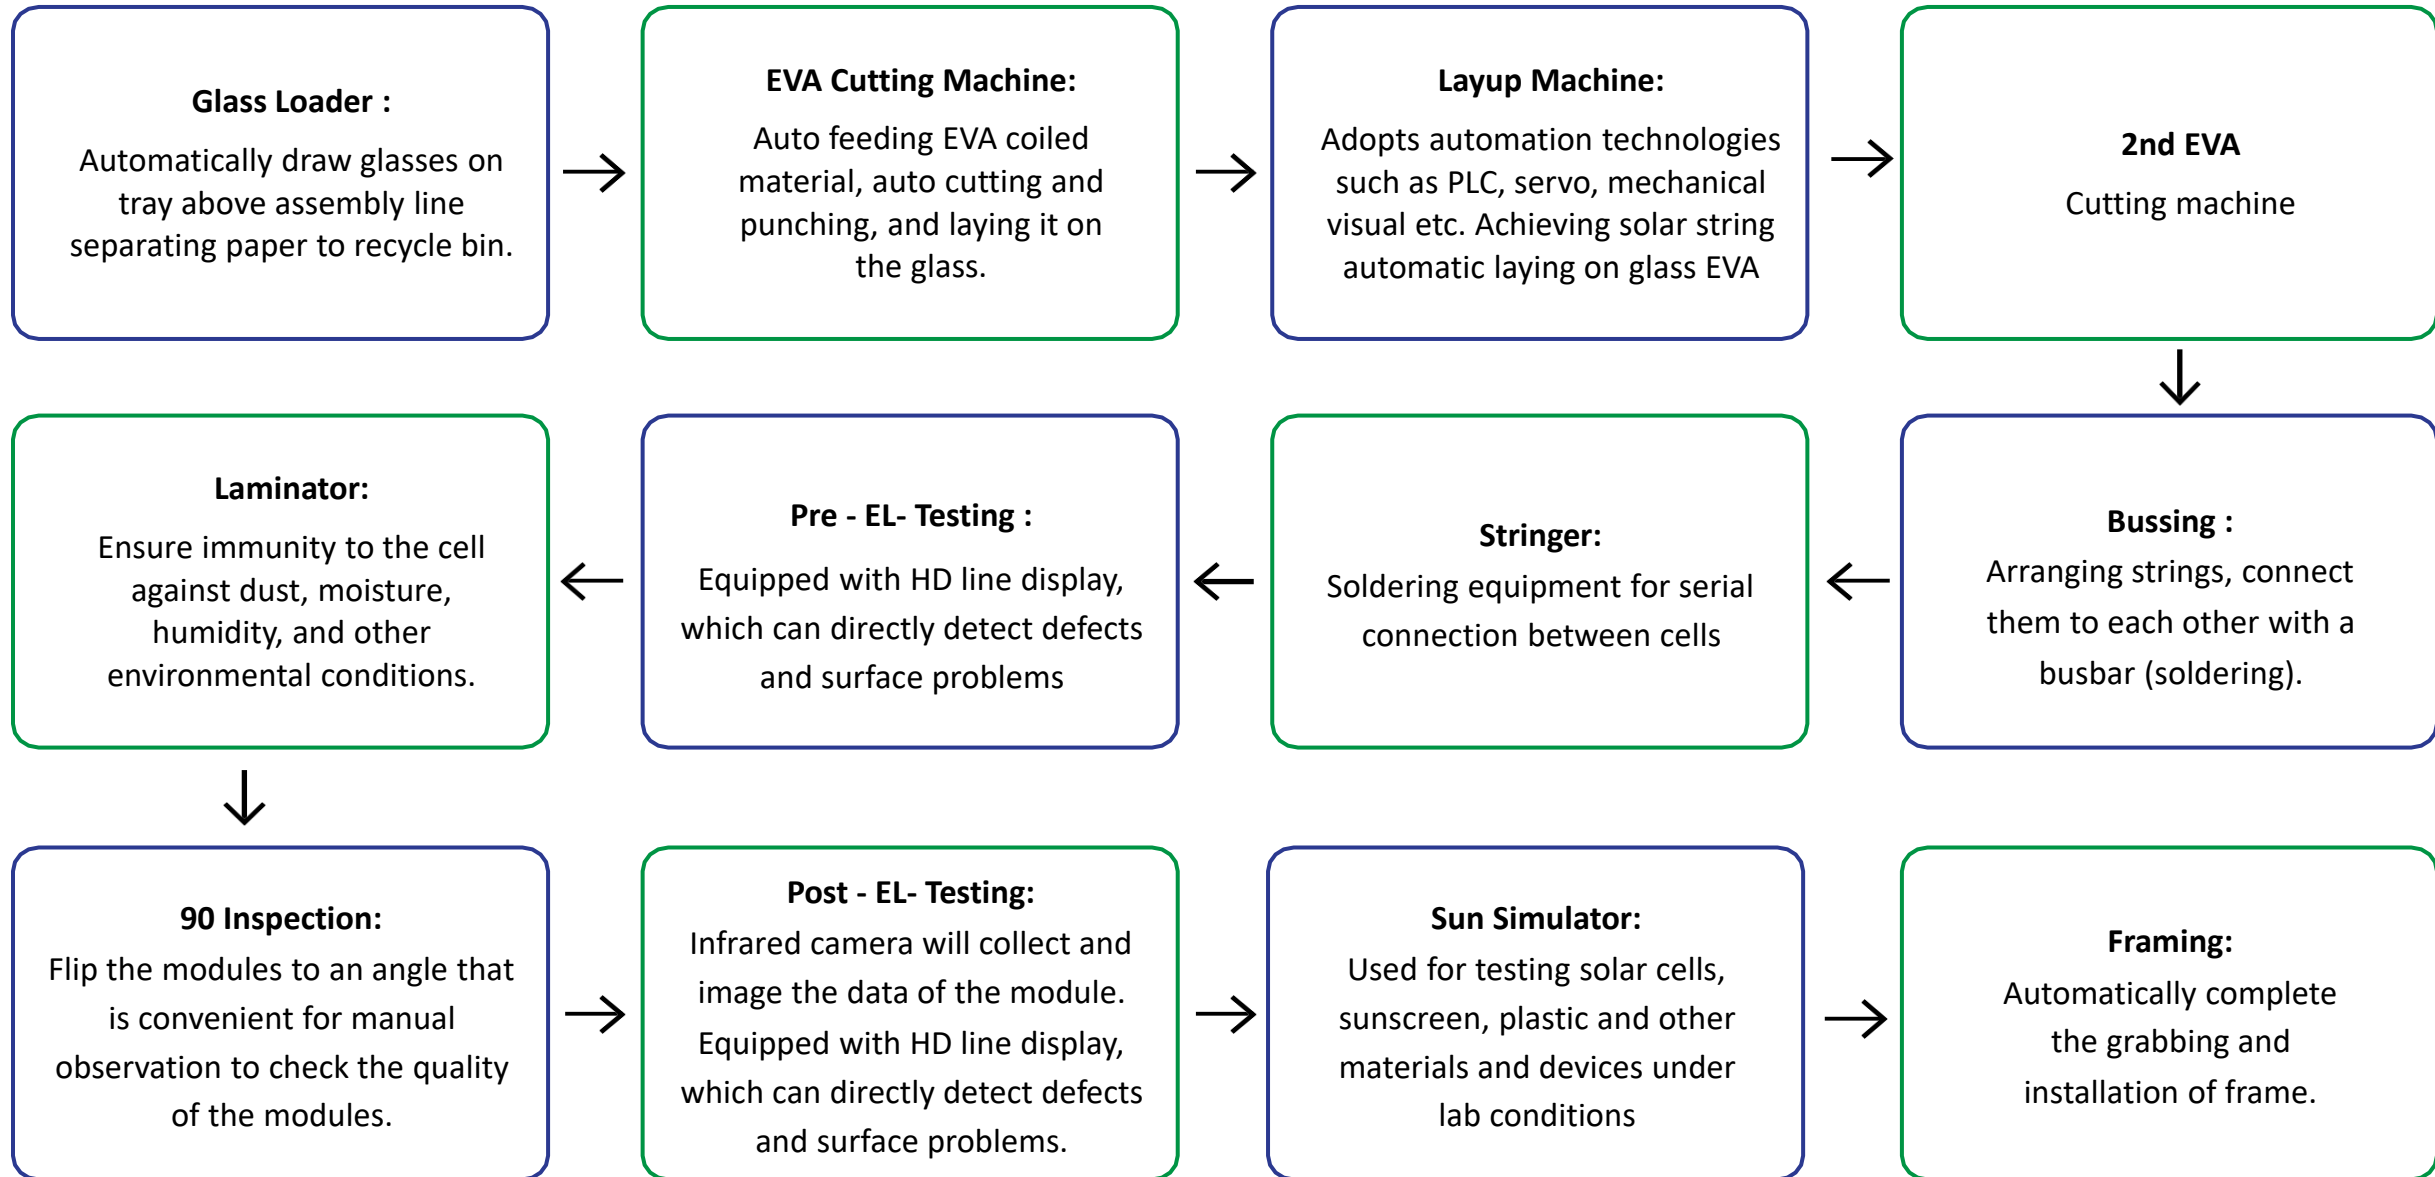 Glass Loader :
Automatically draw glasses on
tray above assembly line
separating paper to recycle bin.
EVA Cutting Machine:
Auto feeding EVA coiled
material, auto cutting and
punching, and laying it on
the glass.
Layup Machine:
Adopts automation technologies
such as PLC, servo, mechanical
visual etc. Achieving solar string
automatic laying on glass EVA
2nd EVA
Cutting machine
Bussing :
Arranging strings, connect
them to each other with a
busbar (soldering).
Stringer:
Soldering equipment for serial
connection between cells
Pre - EL- Testing :
Equipped with HD line display,
which can directly detect defects
and surface problems
Laminator:
Ensure immunity to the cell
against dust, moisture,
humidity, and other
environmental conditions.
90 Inspection:
Flip the modules to an angle that
is convenient for manual
observation to check the quality
of the modules.
Post - EL- Testing:
Infrared camera will collect and
image the data of the module.
Equipped with HD line display,
which can directly detect defects
and surface problems.
Sun Simulator:
Used for testing solar cells,
sunscreen, plastic and other
materials and devices under
lab conditions
Framing:
Automatically complete
the grabbing and
installation of frame.